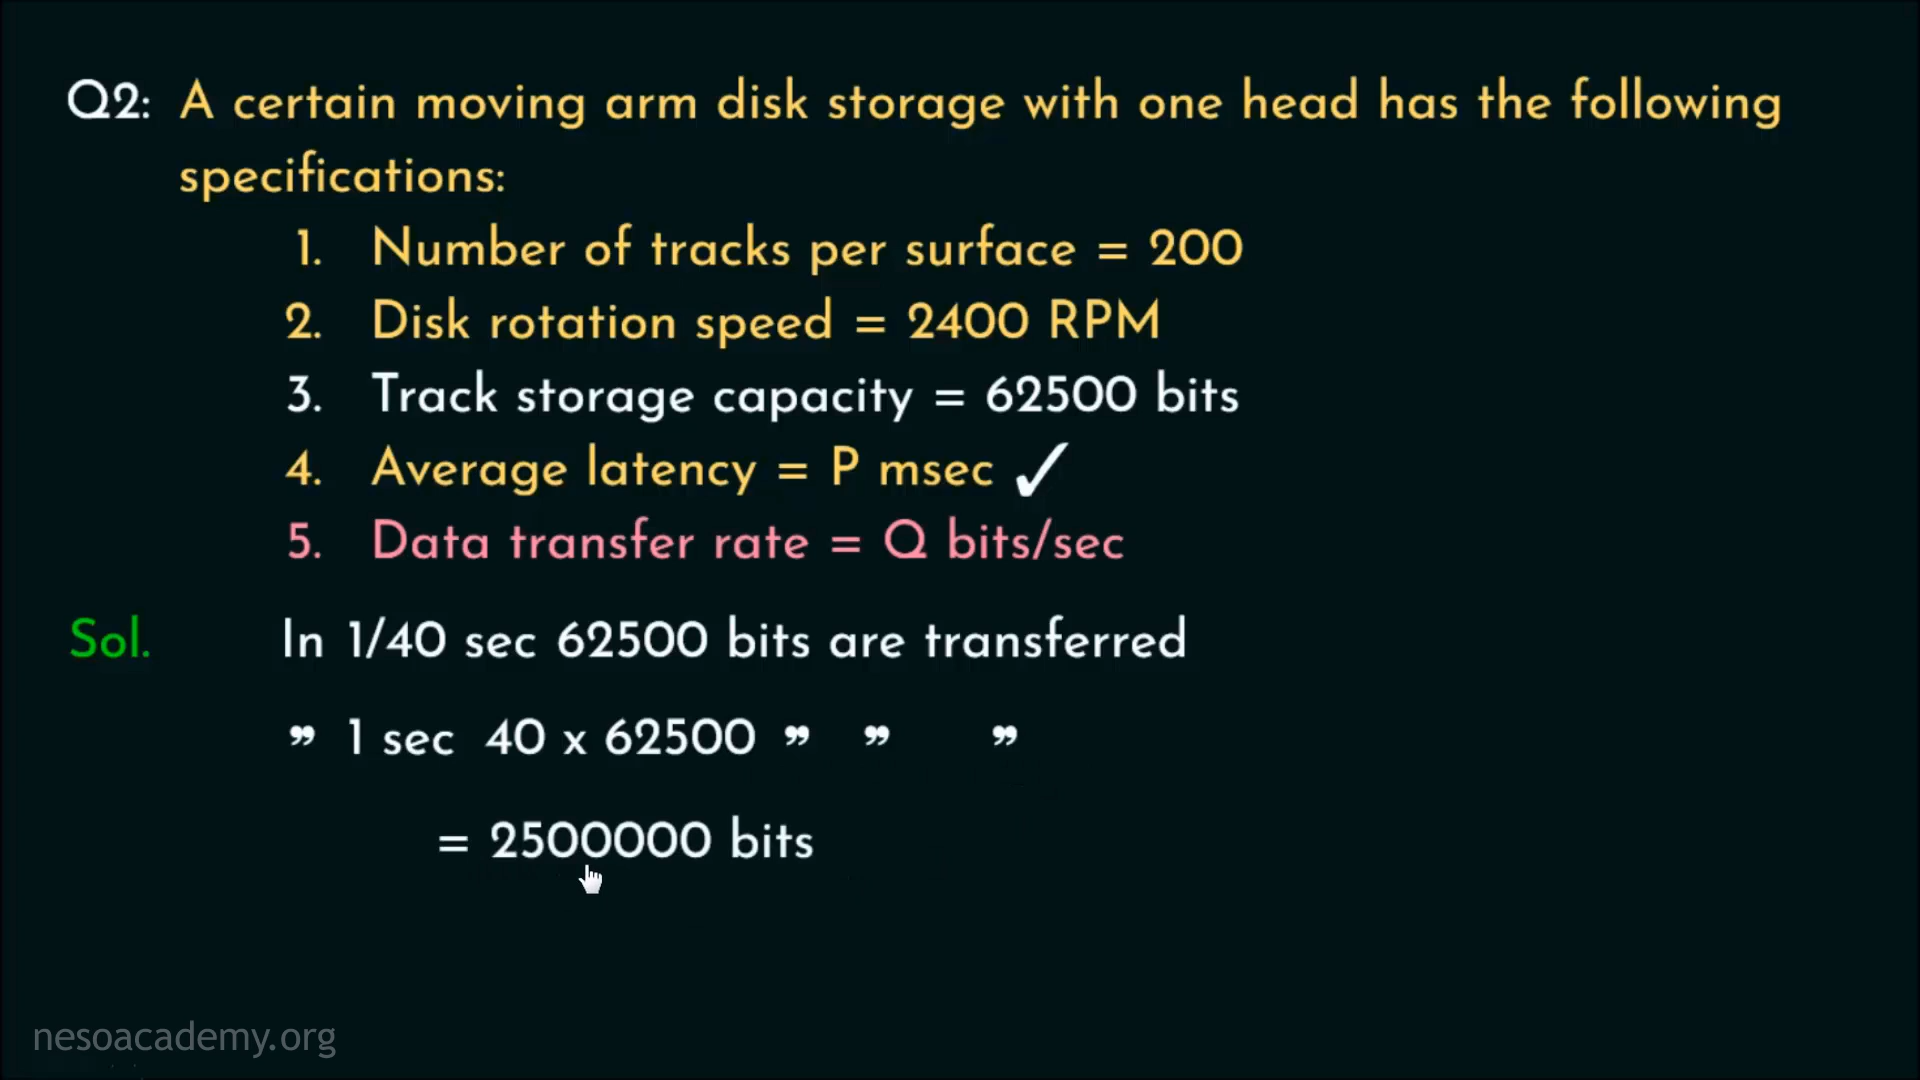 Q2: A certain moving arm disk storage with one head has the following
specifications:
1. Number of tracks per surface = 200
2. Disk rotation speed = 2400 RPM
3. Track storage capacity = 62500 bits
4. Average latency = P msec ✓
5. Data transfer rate = Q bits/sec
Sol. In 1/40 sec 62500 bits are transferred
” 1 sec 40 x 62500 ” ” ”
= 2500000 bits
nesoacademy.org